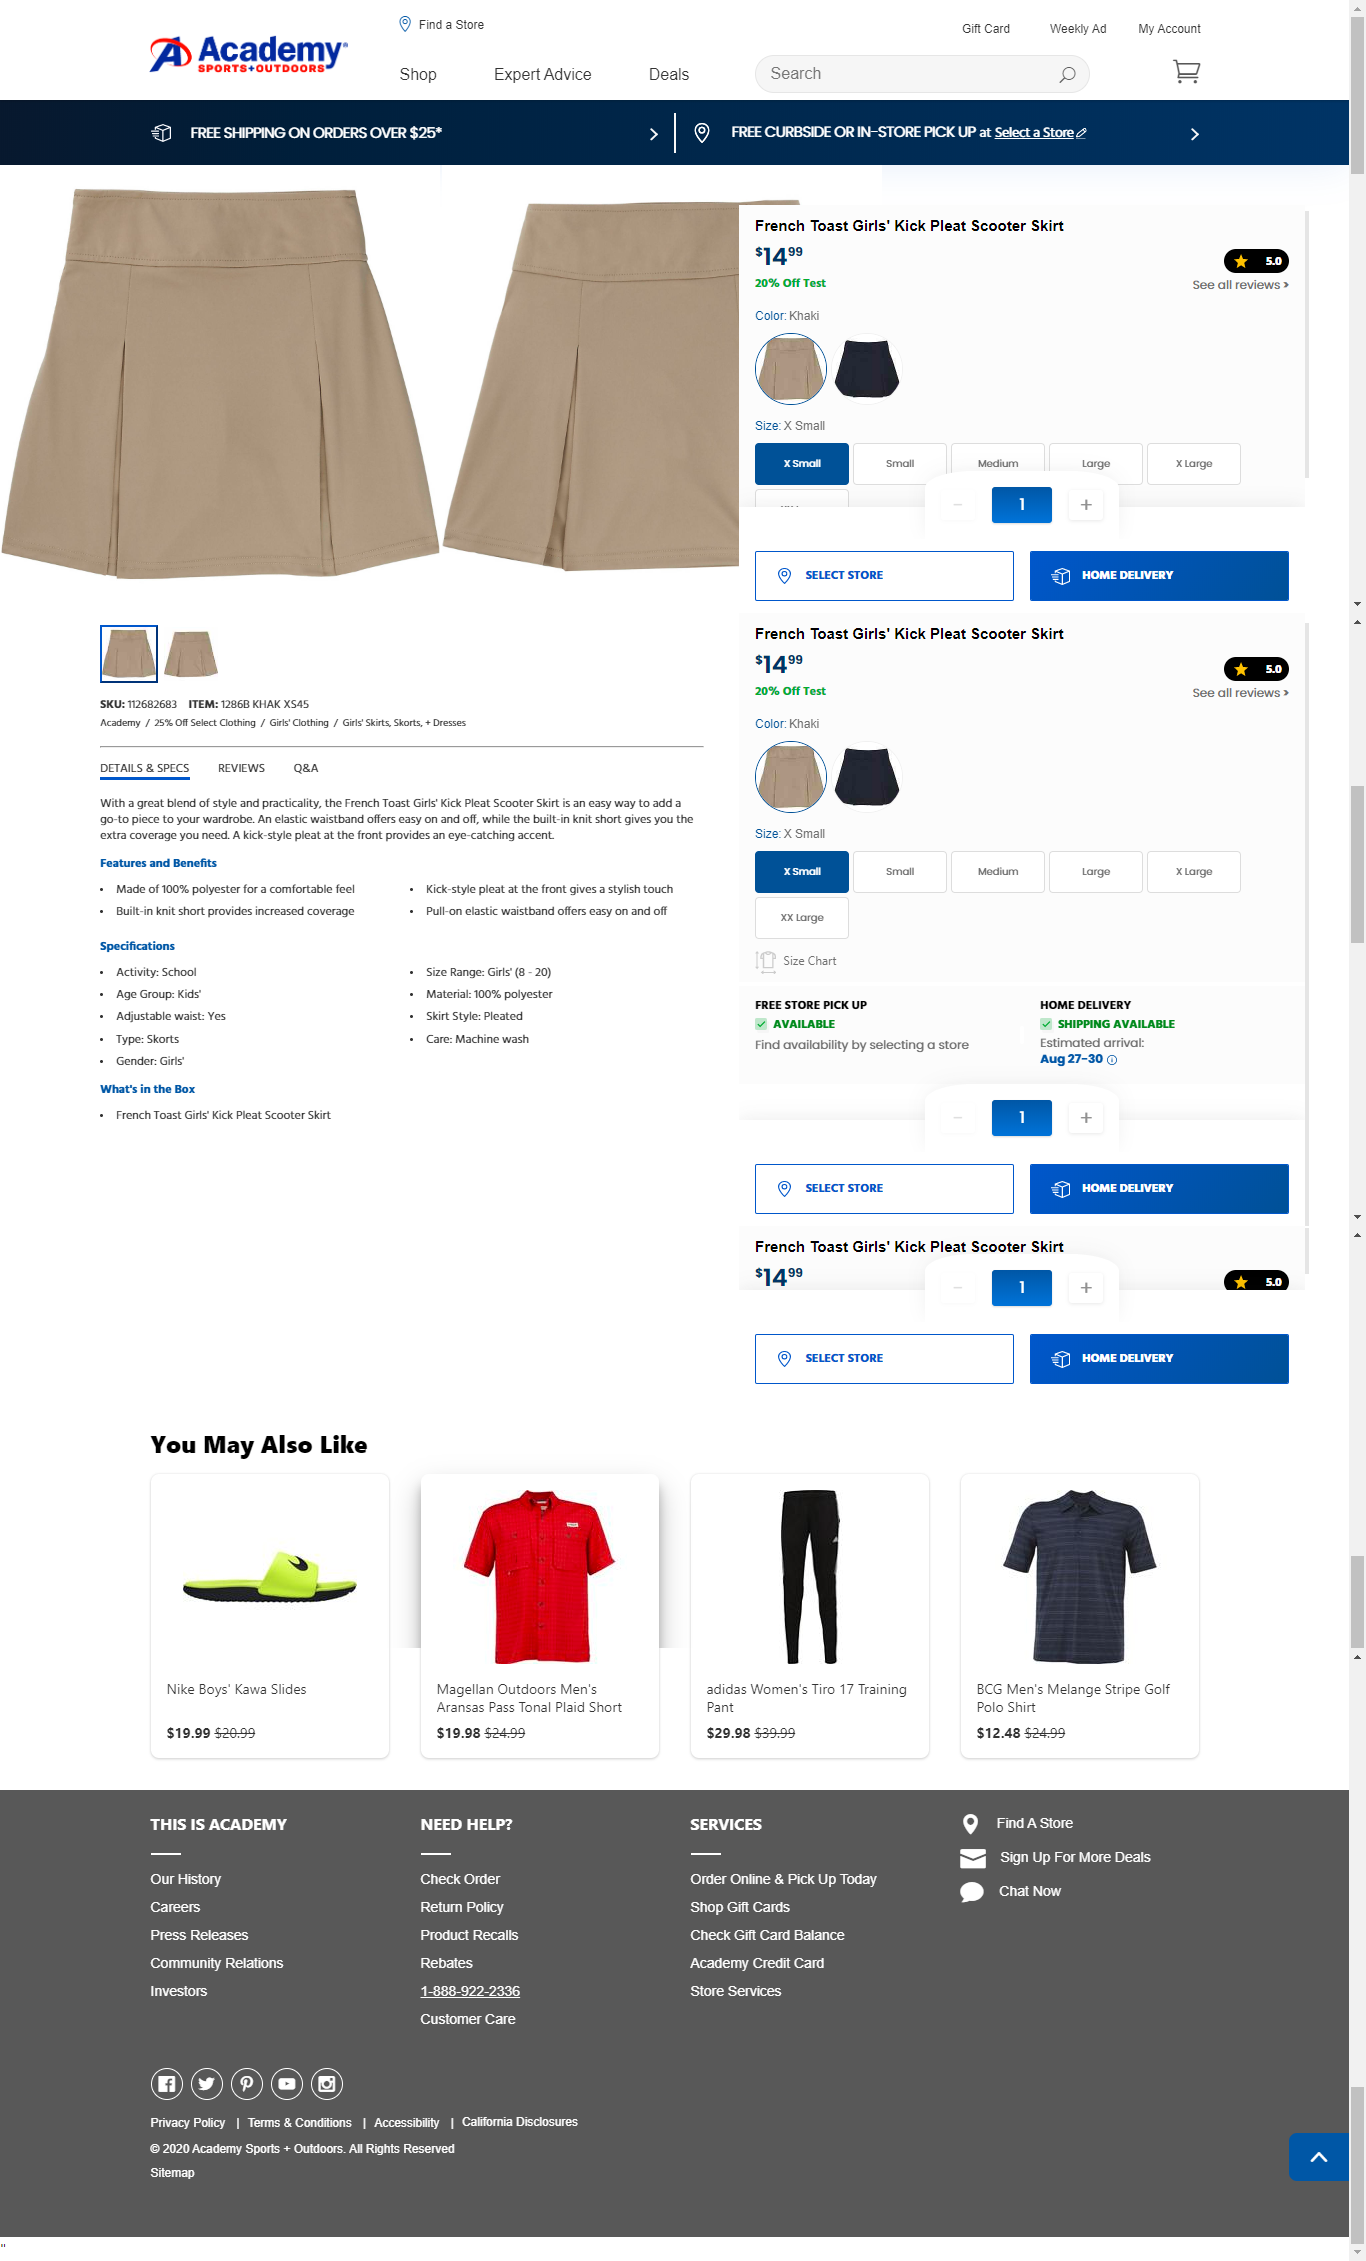 Find a Store
Gift Card Weekly Ad My Account
Academy
SPORTS+OUTDOORS
Shop Expert Advice Deals Search
FREE SHIPPING ON ORDERS OVER $25*
FREE CURBSIDE OR IN-STORE PICK UP at Select a Store
French Toast Girls' Kick Pleat Scooter Skirt
$14 99
5.0
20% Off Test
See all reviews >
Color: Khaki
Size: X Small
X Small Small Medium Large X Large
- 1 +
SELECT STORE HOME DELIVERY
SKU: 112682683 ITEM: 1286B KHAK XS45
Academy / 25% Off Select Clothing / Girls' Clothing / Girls' Skirts, Skorts, + Dresses
DETAILS & SPECS REVIEWS Q&A
With a great blend of style and practicality, the French Toast Girls' Kick Pleat Scooter Skirt is an easy way to add a
go-to piece to your wardrobe. An elastic waistband offers easy on and off, while the built-in knit short gives you the
extra coverage you need. A kick-style pleat at the front provides an eye-catching accent.
Features and Benefits
• Made of 100% polyester for a comfortable feel
• Built-in knit short provides increased coverage
• Kick-style pleat at the front gives a stylish touch
• Pull-on elastic waistband offers easy on and off
Specifications
• Activity: School
• Age Group: Kids'
• Adjustable waist: Yes
• Type: Skorts
• Gender: Girls'
• Size Range: Girls' (8 - 20)
• Material: 100% polyester
• Skirt Style: Pleated
• Care: Machine wash
What's in the Box
• French Toast Girls' Kick Pleat Scooter Skirt
French Toast Girls' Kick Pleat Scooter Skirt
$14 99
5.0
20% Off Test
See all reviews >
Color: Khaki
Size: X Small
X Small Small Medium Large X Large
XX Large
Size Chart
FREE STORE PICK UP
AVAILABLE
Find availability by selecting a store
HOME DELIVERY
SHIPPING AVAILABLE
Estimated arrival:
Aug 27-30
- 1 +
SELECT STORE HOME DELIVERY
French Toast Girls' Kick Pleat Scooter Skirt
$14 99
5.0
- 1 +
SELECT STORE HOME DELIVERY
You May Also Like
Nike Boys' Kawa Slides
$19.99 $20.99
Magellan Outdoors Men's
Aransas Pass Tonal Plaid Short
$19.98 $24.99
adidas Women's Tiro 17 Training
Pant
$29.98 $39.99
BCG Men's Melange Stripe Golf
Polo Shirt
$12.48 $24.99
THIS IS ACADEMY
Our History
Careers
Press Releases
Community Relations
Investors
NEED HELP?
Check Order
Return Policy
Product Recalls
Rebates
1-888-922-2336
Customer Care
SERVICES
Order Online & Pick Up Today
Shop Gift Cards
Check Gift Card Balance
Academy Credit Card
Store Services
Find A Store
Sign Up For More Deals
Chat Now
Privacy Policy | Terms & Conditions | Accessibility | California Disclosures
© 2020 Academy Sports + Outdoors. All Rights Reserved
Sitemap
"